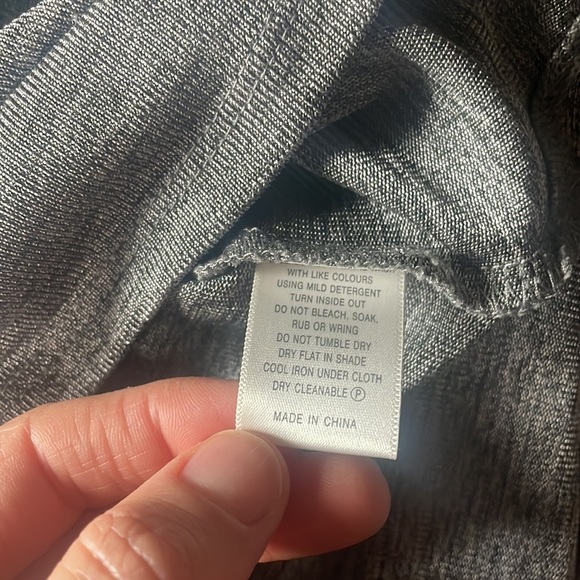 WITH LIKE COLOURS
USING MILD DETERGENT
TURN INSIDE OUT
DO NOT BLEACH, SOAK,
RUB OR WRING
DO NOT TUMBLE DRY
DRY FLAT IN SHADE
COOL IRON UNDER CLOTH
DRY CLEANABLE Ⓟ
MADE IN CHINA